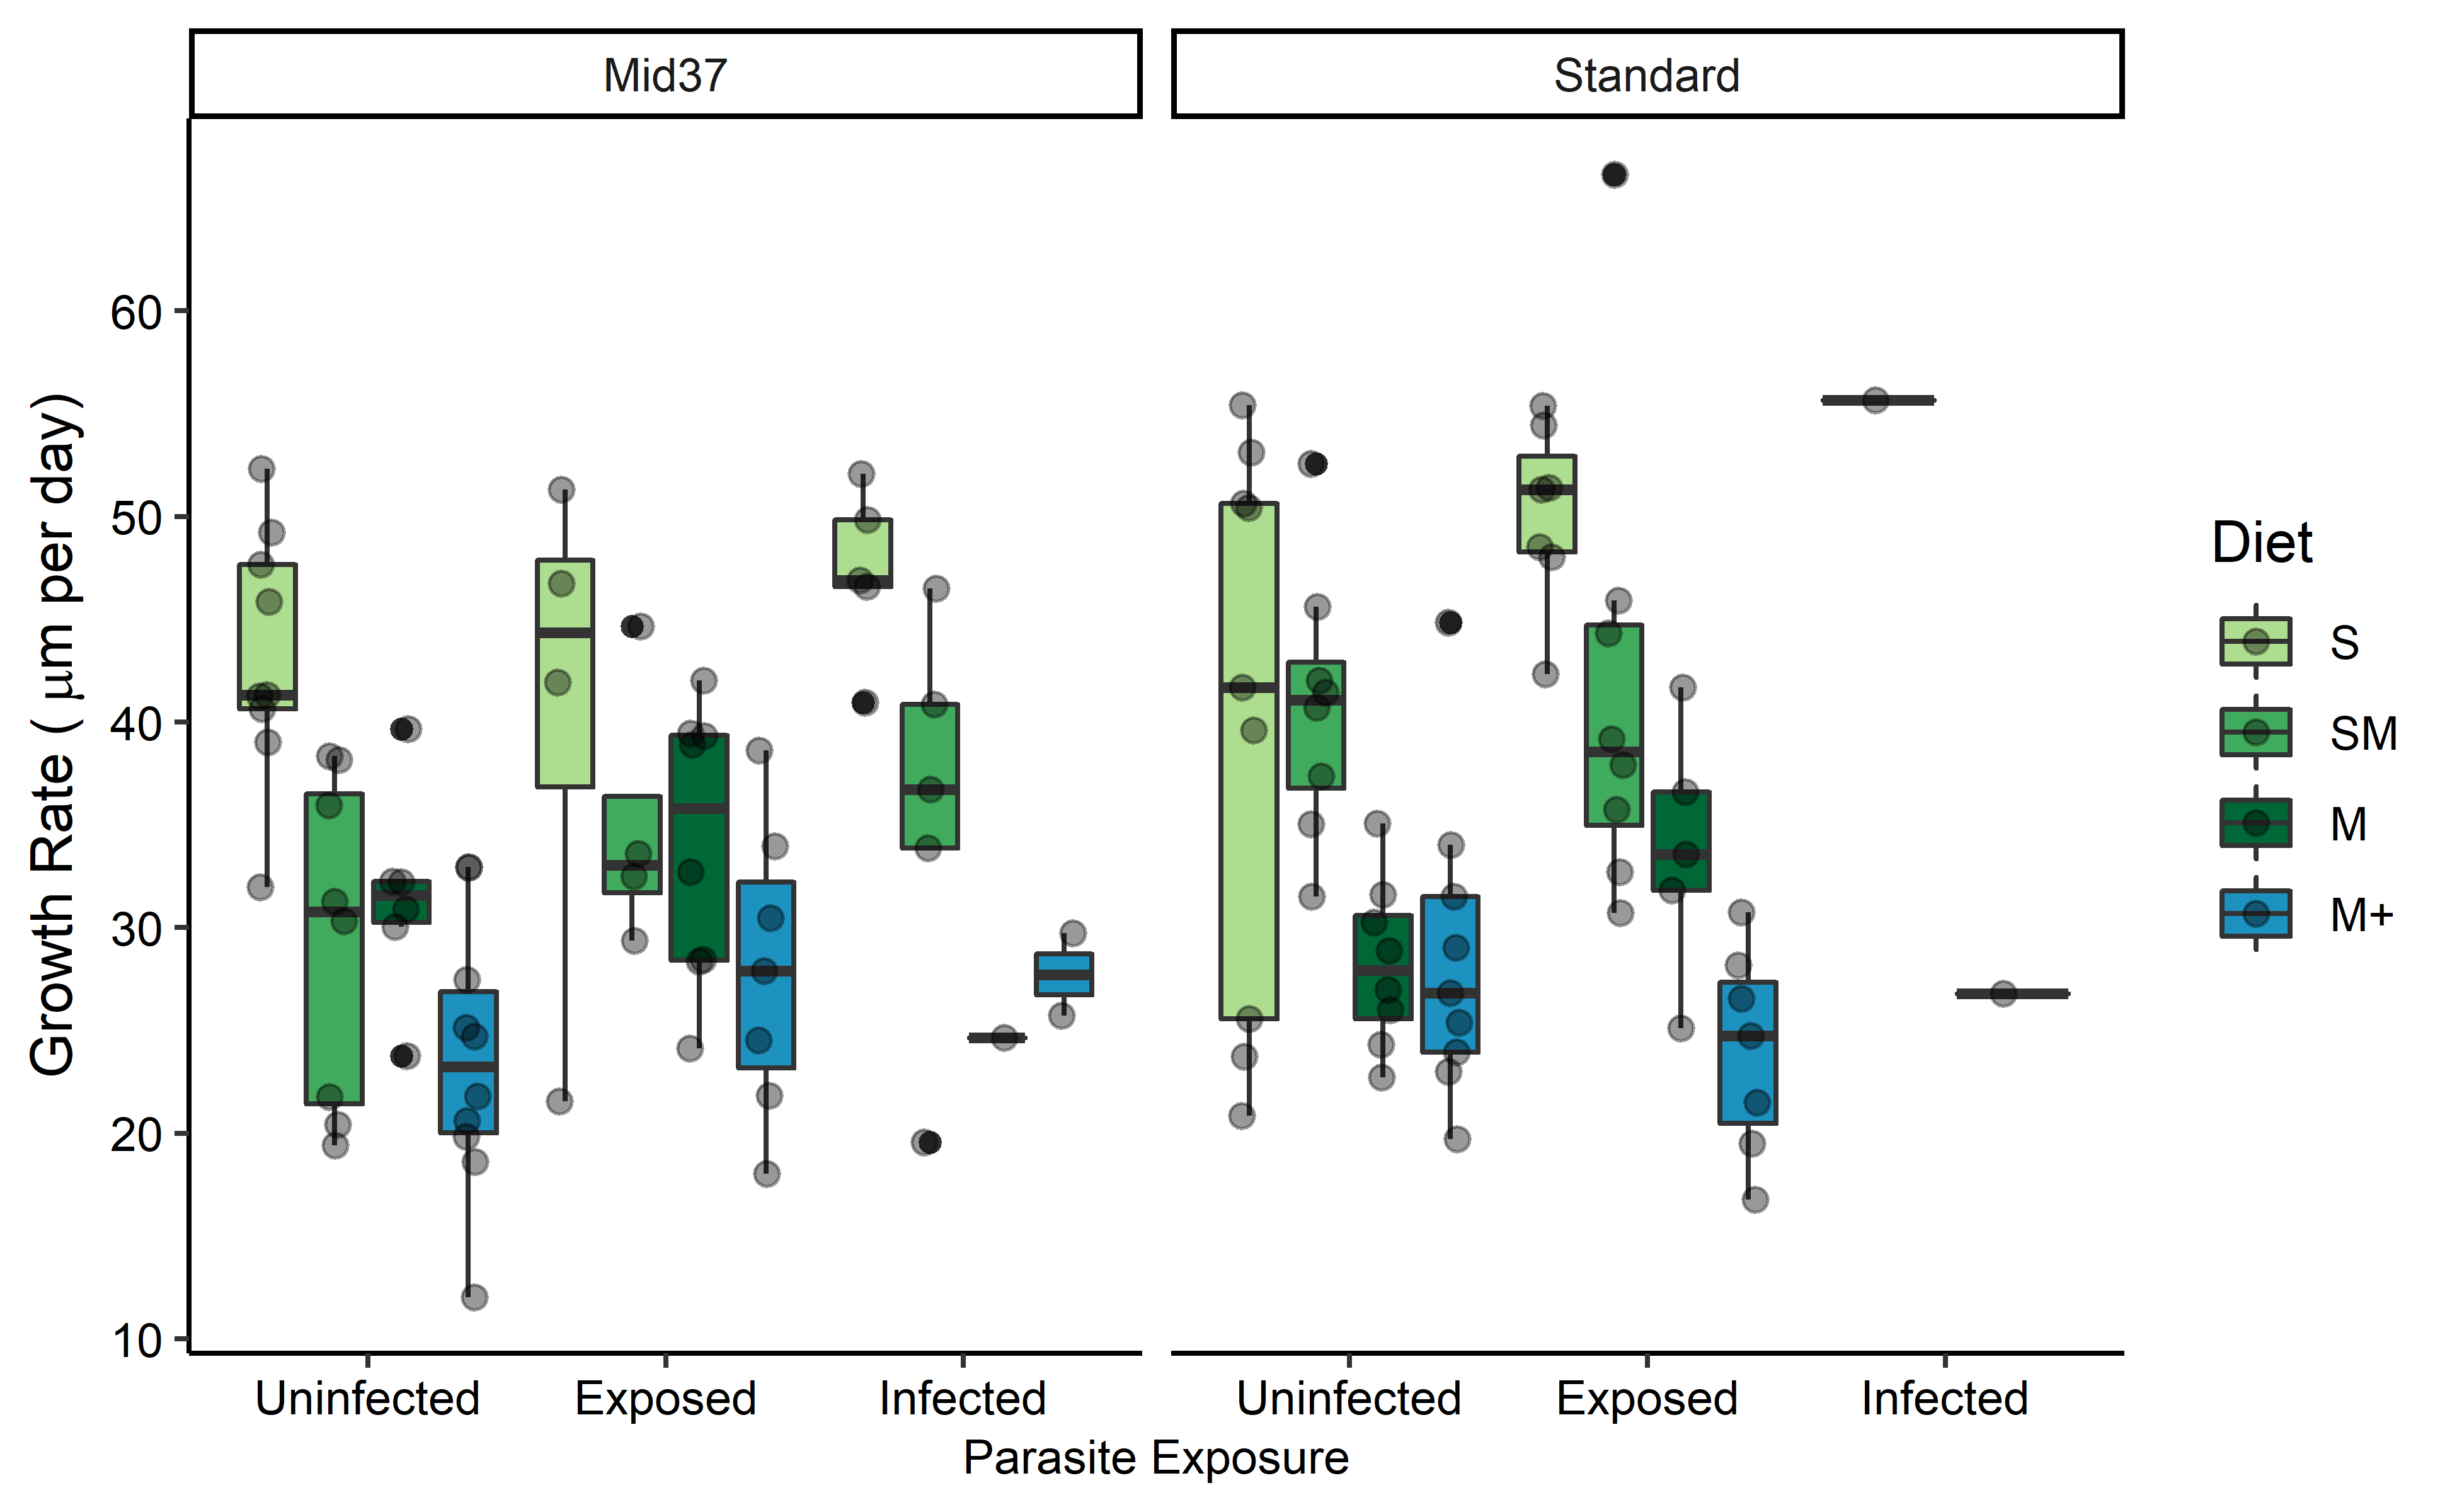 Mid37
Standard
Growth Rate ( μm per day)
60
50
40
30
20
10
Uninfected
Exposed
Infected
Uninfected
Exposed
Infected
Parasite Exposure
Diet
S
SM
M
M+